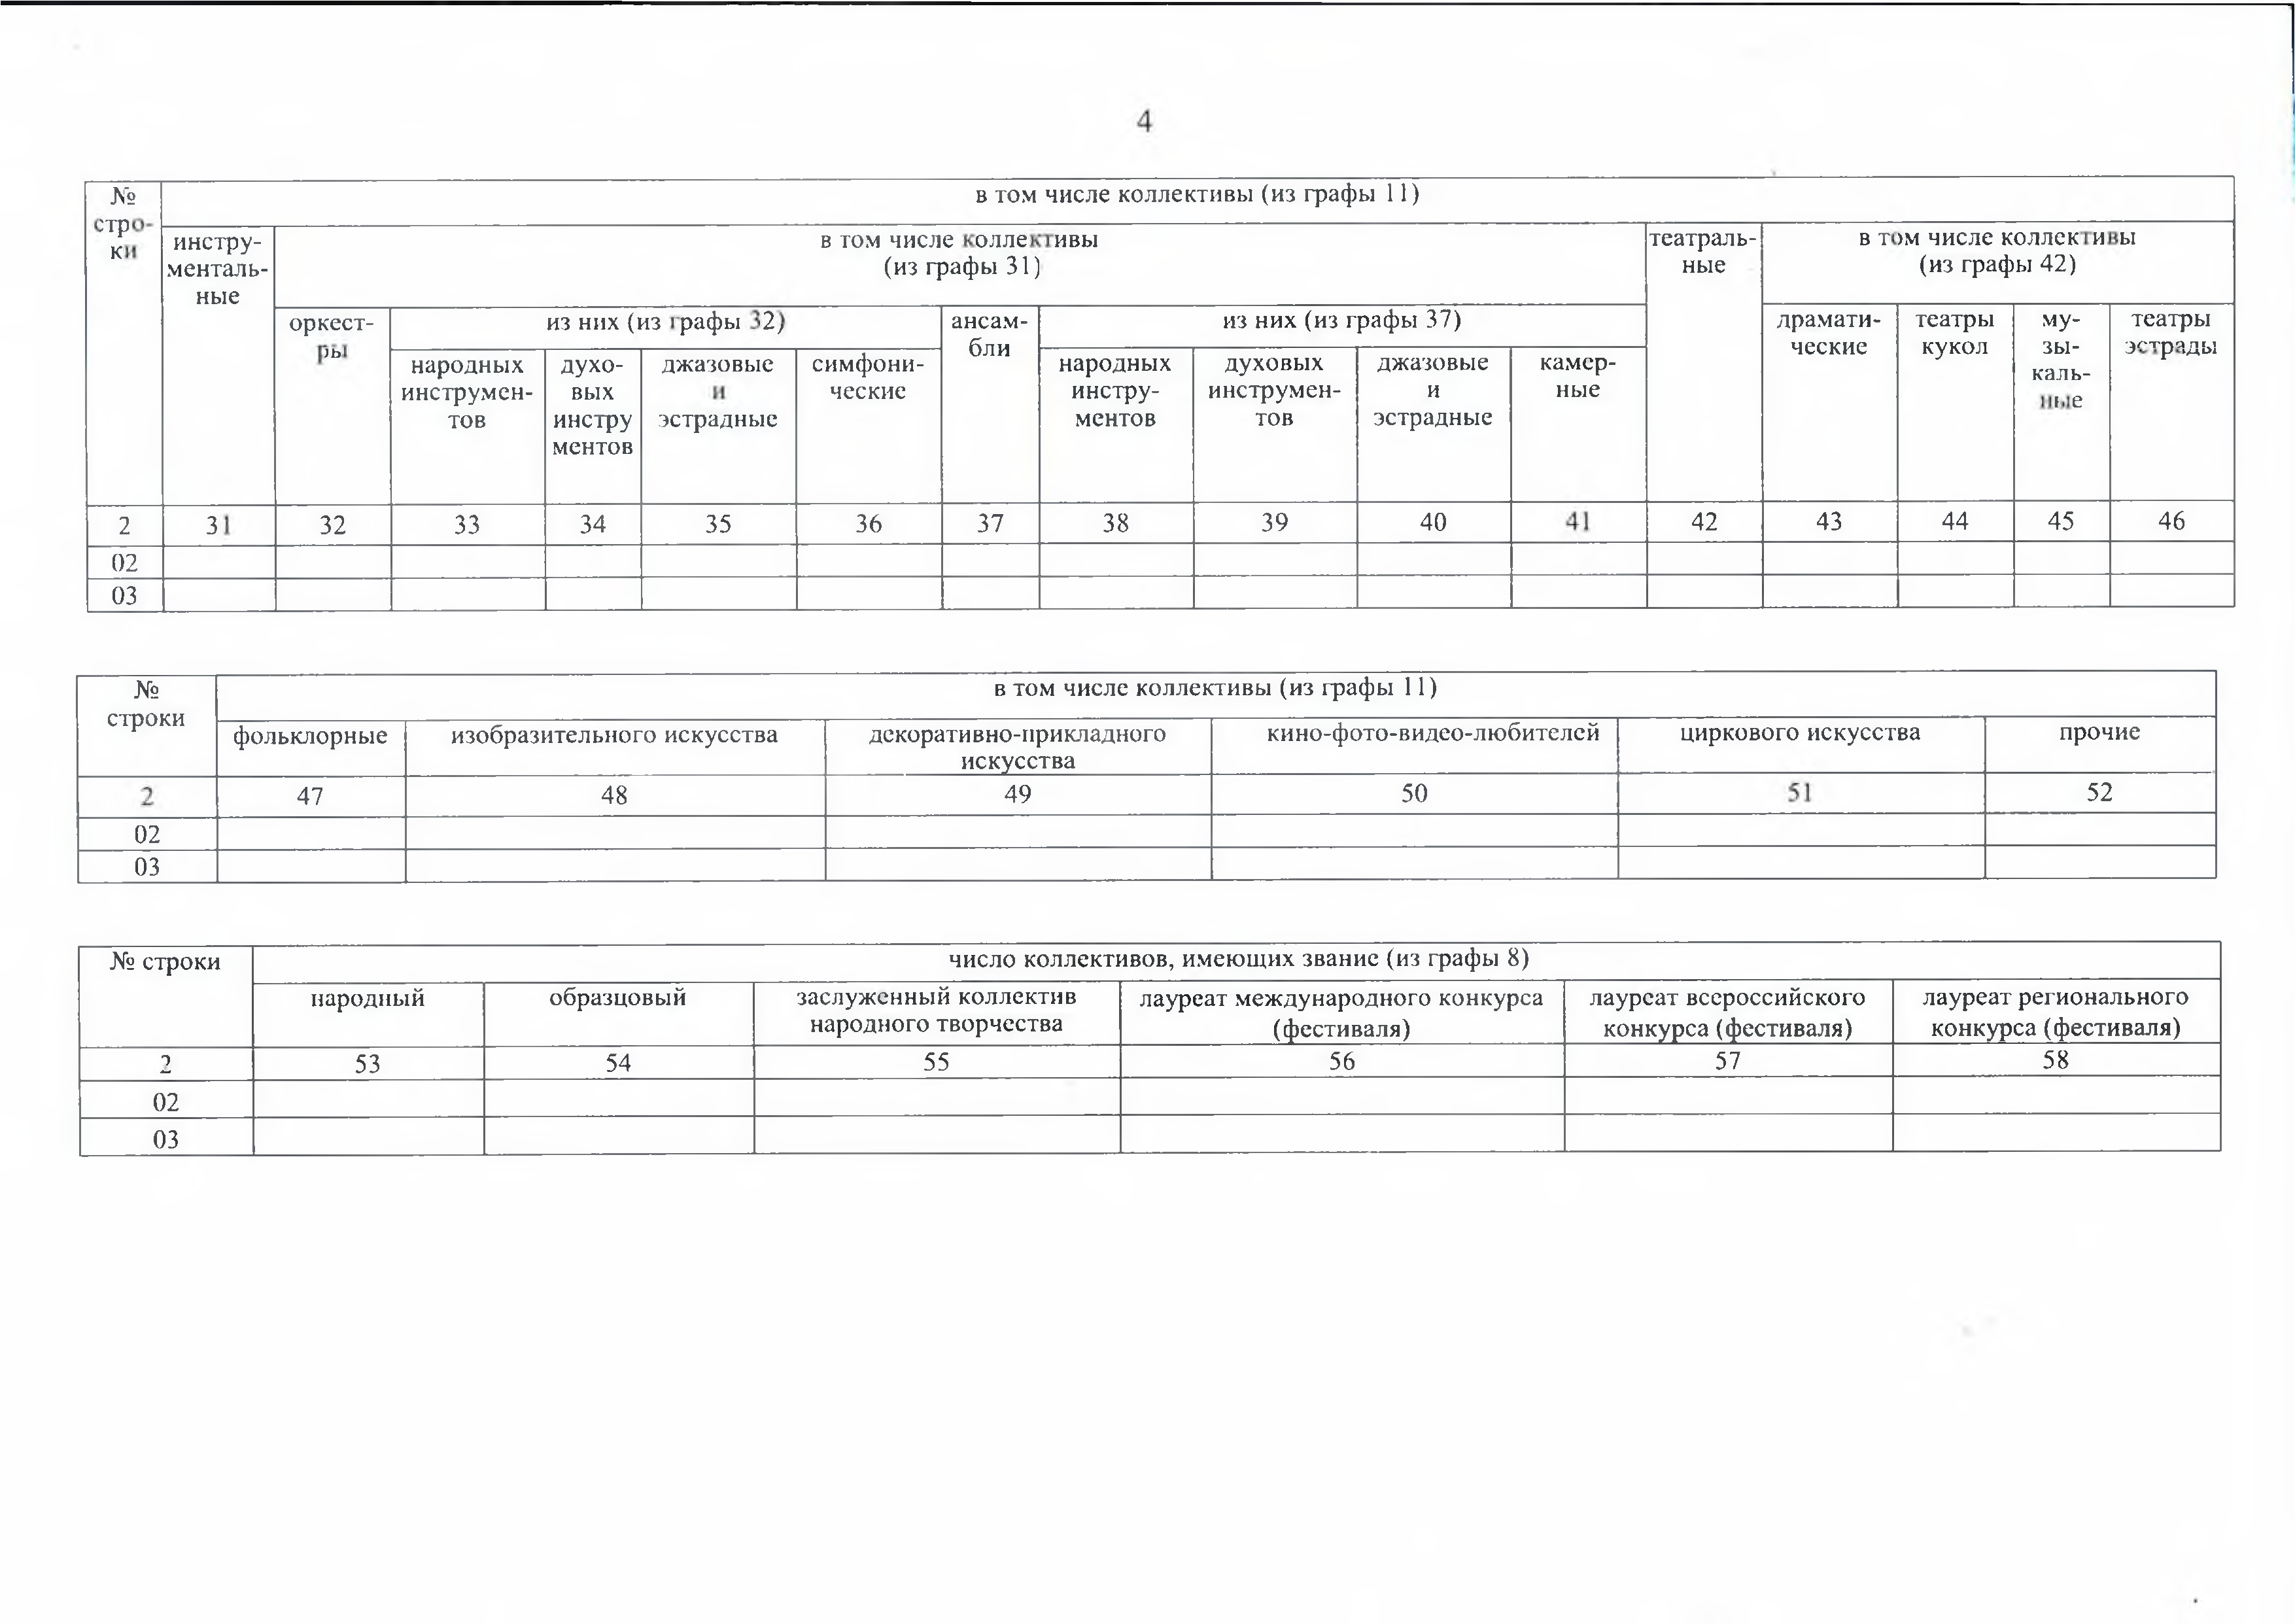 4
№
стро-
ки
в том числе коллективы (из графы 11)
инстру-
менталь-
ные
в том числе коллективы
(из графы 31)
театраль-
ные
в том числе коллективы
(из графы 42)
оркест-
ры
из них (из графы 32)
ансам-
бли
из них (из графы 37)
драмати-
ческие
театры
кукол
му-
зы-
каль-
ные
театры
эстрады
народных
инструмен-
тов
духо-
вых
инстру
ментов
джазовые
и
эстрадные
симфони-
ческие
народных
инстру-
ментов
духовых
инструмен-
тов
джазовые
и
эстрадные
камер-
ные
2 31 32 33 34 35 36 37 38 39 40 41 42 43 44 45 46
02
03
№
строки
в том числе коллективы (из графы 11)
фольклорные
изобразительного искусства
декоративно-прикладного
искусства
кино-фото-видео-любителей
циркового искусства
прочие
2 47 48 49 50 51 52
02
03
№ строки
число коллективов, имеющих звание (из графы 8)
народный
образцовый
заслуженный коллектив
народного творчества
лауреат международного конкурса
(фестиваля)
лауреат всероссийского
конкурса (фестиваля)
лауреат регионального
конкурса (фестиваля)
2 53 54 55 56 57 58
02
03